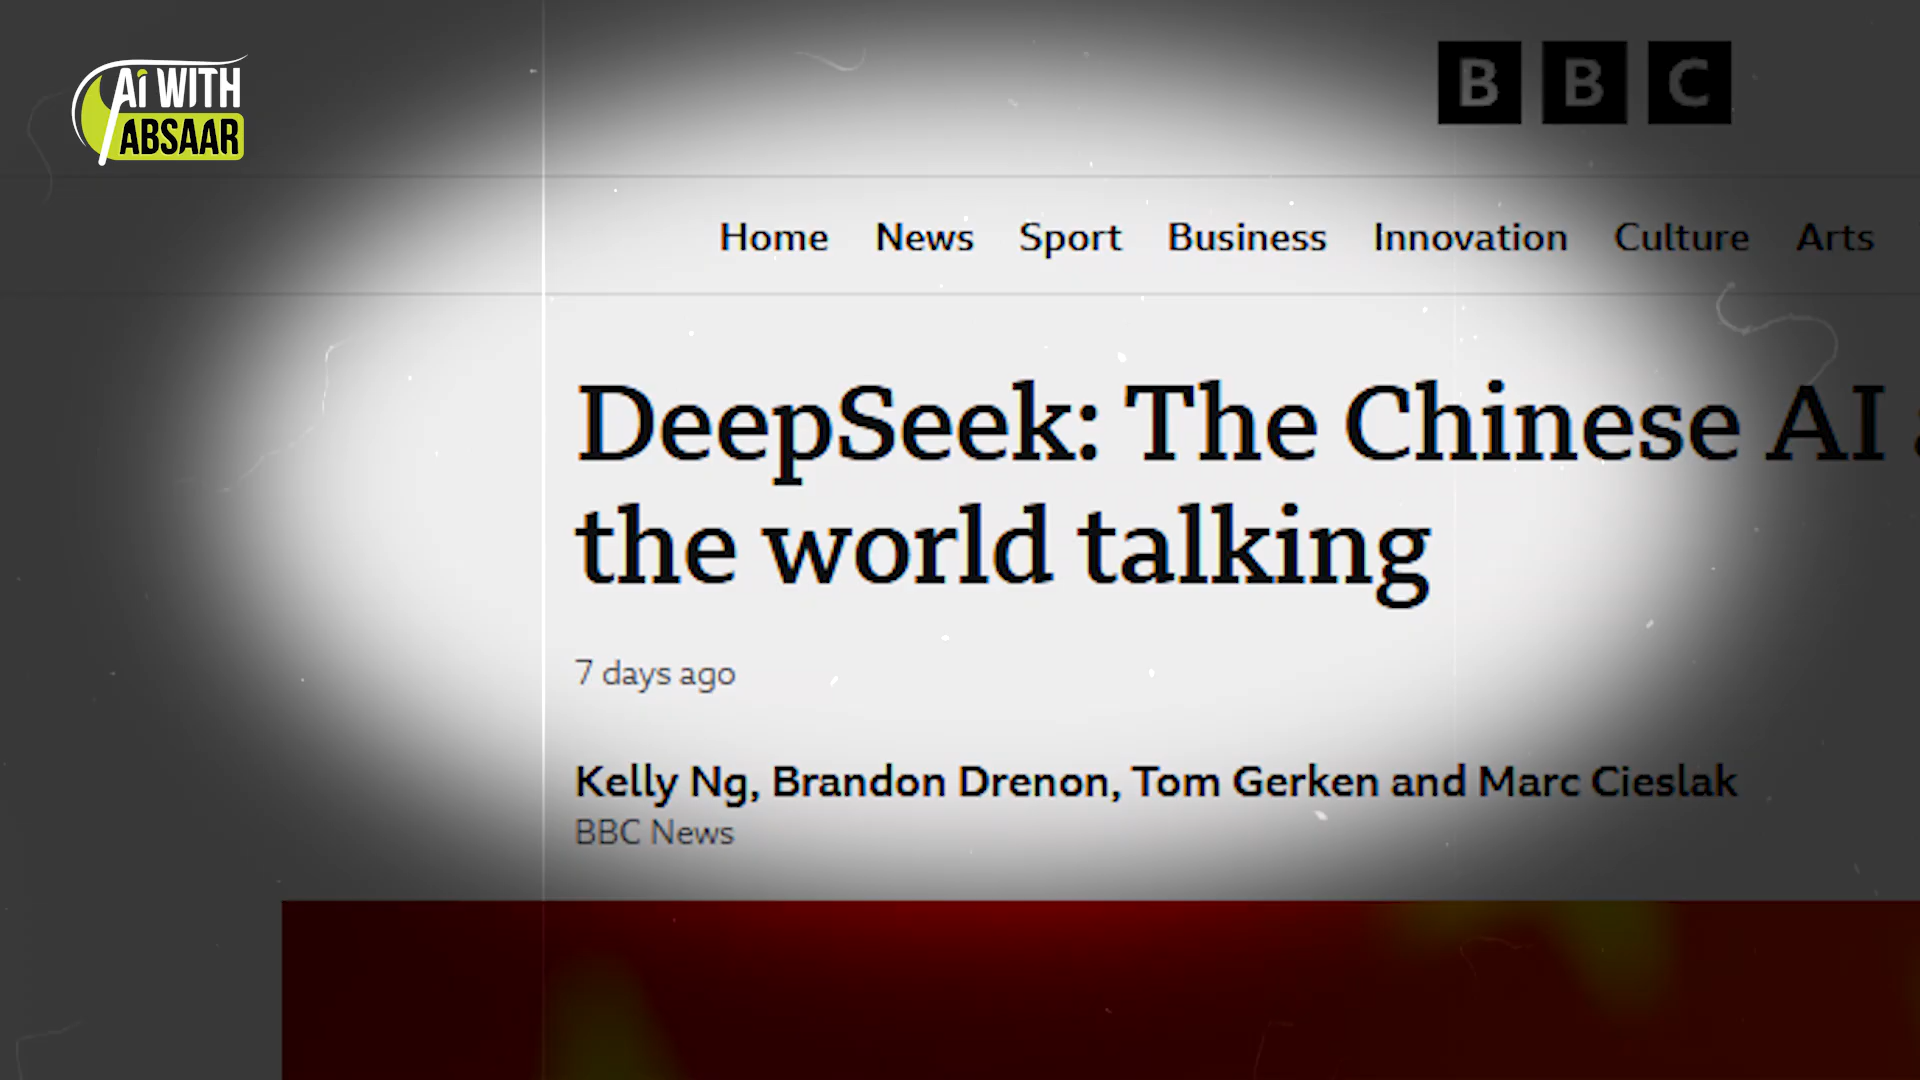 Ai WITH
ABSAAR
B B C
Home News Sport Business Innovation Culture Arts
DeepSeek: The Chinese AI
the world talking
7 days ago
Kelly Ng, Brandon Drenon, Tom Gerken and Marc Cieslak
BBC News